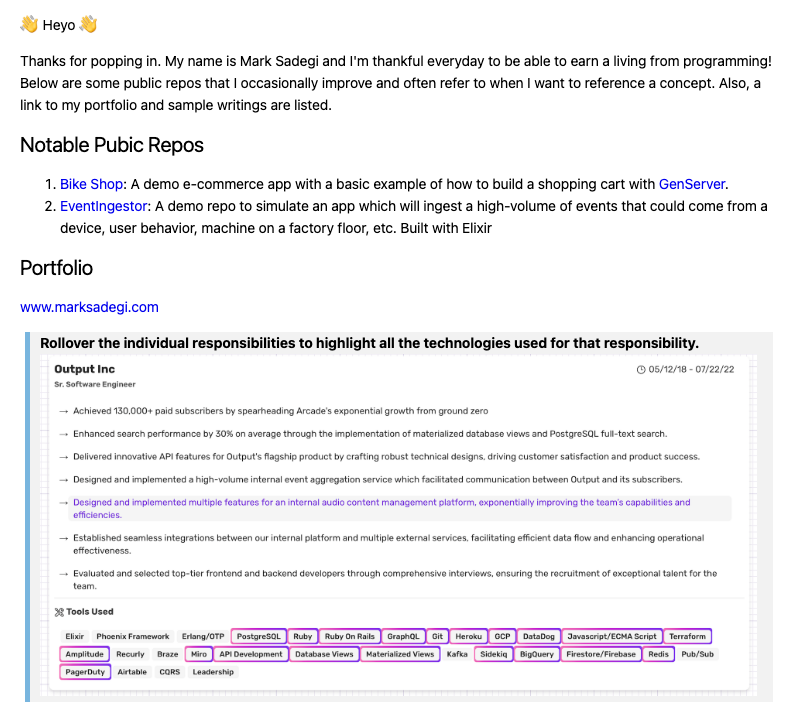 👋 Heyo 👋
Thanks for popping in. My name is Mark Sadegi and I'm thankful everyday to be able to earn a living from programming!
Below are some public repos that I occasionally improve and often refer to when I want to reference a concept. Also, a
link to my portfolio and sample writings are listed.
Notable Pubic Repos
1. Bike Shop: A demo e-commerce app with a basic example of how to build a shopping cart with GenServer.
2. EventIngestor: A demo repo to simulate an app which will ingest a high-volume of events that could come from a
device, user behavior, machine on a factory floor, etc. Built with Elixir
Portfolio
www.marksadegi.com
Rollover the individual responsibilities to highlight all the technologies used for that responsibility.
Output Inc 05/12/18 - 07/22/22
Sr. Software Engineer
→ Achieved 130,000+ paid subscribers by spearheading Arcade's exponential growth from ground zero
→ Enhanced search performance by 30% on average through the implementation of materialized database views and PostgreSQL full-text search.
→ Delivered innovative API features for Output's flagship product by crafting robust technical designs, driving customer satisfaction and product success.
→ Designed and implemented a high-volume internal event aggregation service which facilitated communication between Output and its subscribers.
→ Designed and implemented multiple features for an internal audio content management platform, exponentially improving the team's capabilities and
efficiencies.
→ Established seamless integrations between our internal platform and multiple external services, facilitating efficient data flow and enhancing operational
effectiveness.
→ Evaluated and selected top-tier frontend and backend developers through comprehensive interviews, ensuring the recruitment of exceptional talent for the
team.
Tools Used
Elixir Phoenix Framework Erlang/OTP PostgreSQL Ruby Ruby On Rails GraphQL Git Heroku GCP DataDog Javascript/ECMA Script Terraform
Amplitude Recurly Braze Miro API Development Database Views Materialized Views Kafka Sidekiq BigQuery Firestore/Firebase Redis Pub/Sub
PagerDuty Airtable CQRS Leadership